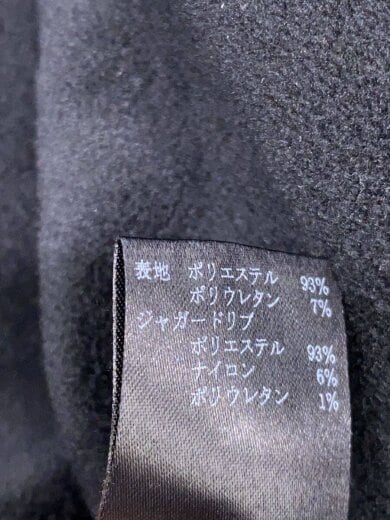 表地 ポリエステル 93%
ポリウレタン 7%
ジャガードリブ
ポリエステル 93%
ナイロン 6%
ポリウレタン 1%